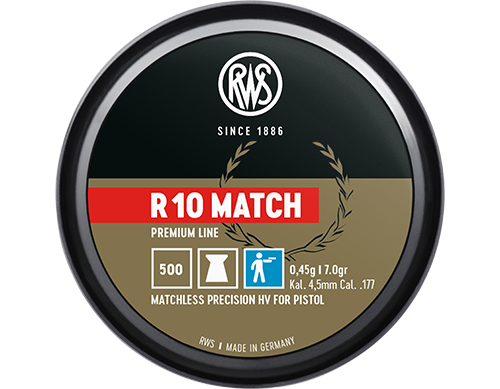 RWS
SINCE 1886
R 10 MATCH
PREMIUM LINE
500
0,45g I 7.0gr
Kal. 4,5mm Cal. .177
MATCHLESS PRECISION HV FOR PISTOL
RWS I MADE IN GERMANY